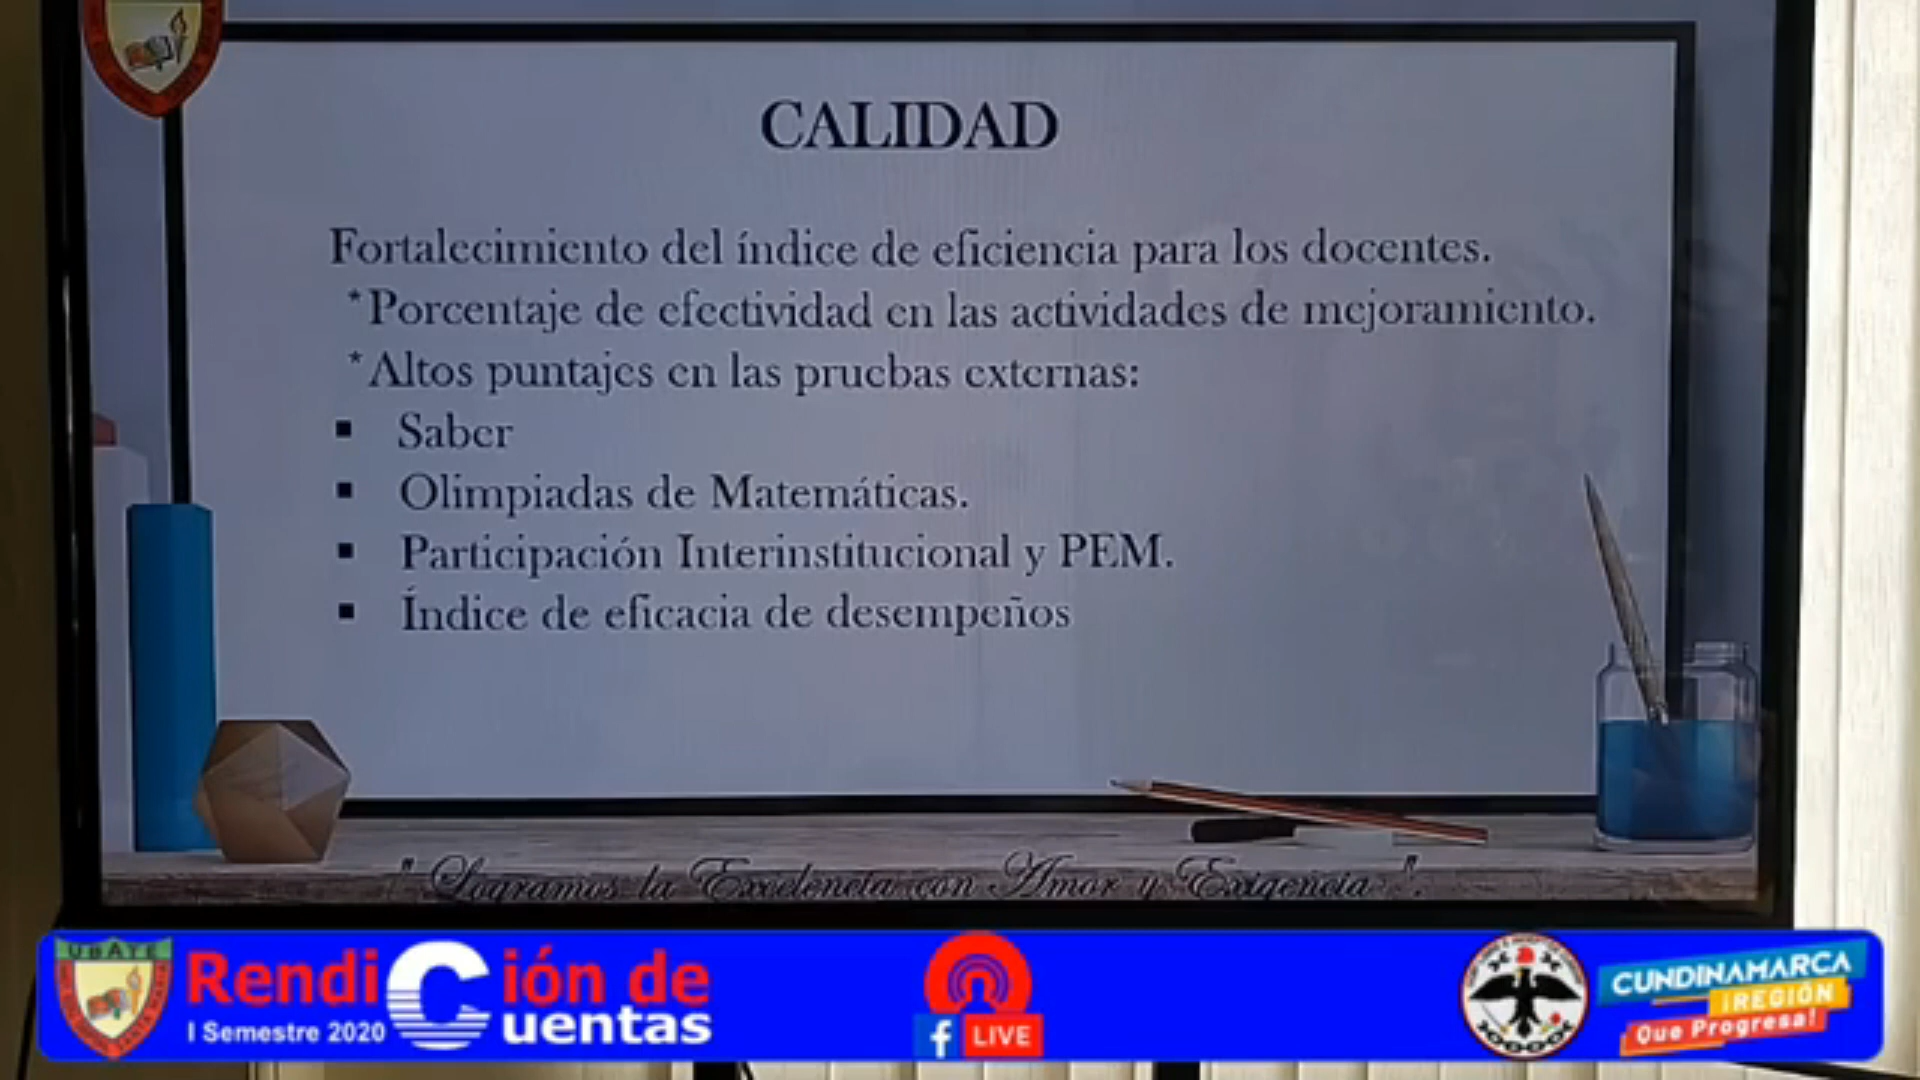 CALIDAD
Fortalecimiento del índice de eficiencia para los docentes.
*Porcentaje de efectividad en las actividades de mejoramiento.
*Altos puntajes en las pruebas externas:
▪ Saber
▪ Olimpiadas de Matemáticas.
▪ Participación Interinstitucional y PEM.
▪ Índice de eficacia de desempeños
"Logramos la Excelencia con Amor y Exigencia".
UBATE
Rendición de Cuentas
I Semestre 2020
f LIVE
CUNDINAMARCA
¡REGIÓN
Que Progresa!